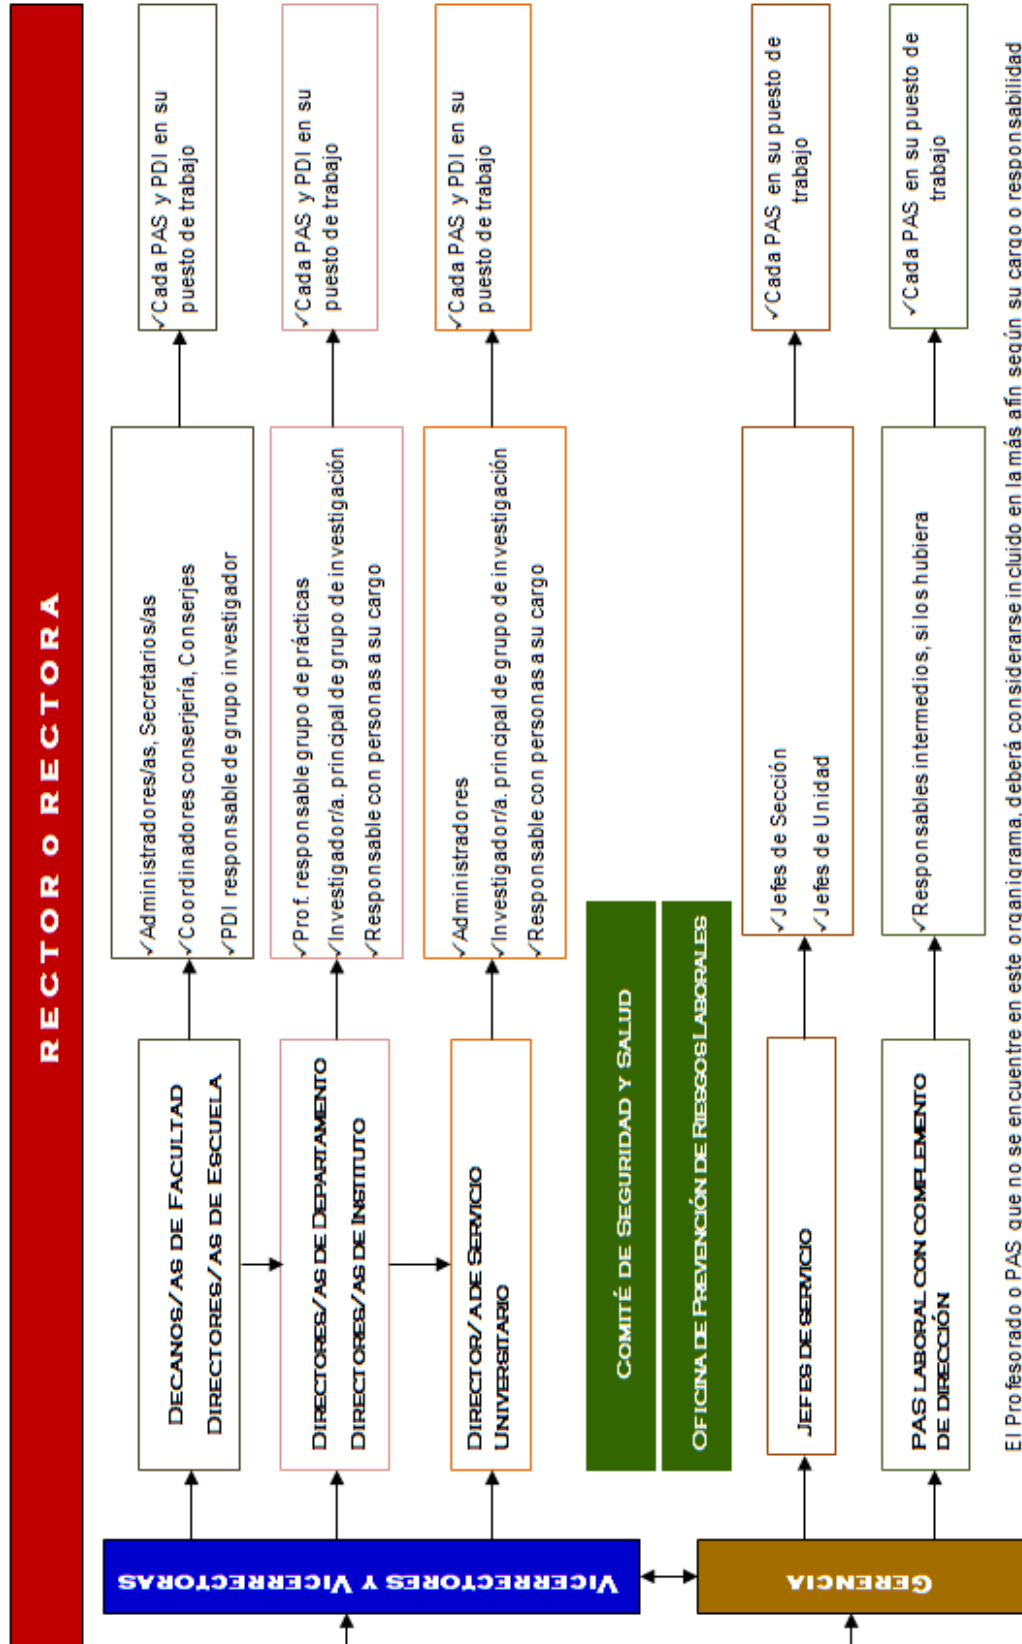 RECTOR O RECTORA
VICERRECTORES Y VICERRECTORAS
DECANOS/AS DE FACULTAD
DIRECTORES/AS DE ESCUELA
✓Administradores/as, Secretarios/as
✓Coordinadores conserjería, Conserjes
✓PDI responsable de grupo investigador
✓Cada PAS y PDI en su
puesto de trabajo
DIRECTORES/AS DE DEPARTAMENTO
DIRECTORES/AS DE INSTITUTO
✓Prof. responsable grupo de prácticas
✓Investigador/a. principal de grupo de investigación
✓Responsable con personas a su cargo
✓Cada PAS y PDI en su
puesto de trabajo
DIRECTOR/A DE SERVICIO
UNIVERSITARIO
✓Administradores
✓Investigador/a. principal de grupo de investigación
✓Responsable con personas a su cargo
✓Cada PAS y PDI en su
puesto de trabajo
COMITÉ DE SEGURIDAD Y SALUD
OFICINA DE PREVENCIÓN DE RIESGOS LABORALES
GERENCIA
JEFES DE SERVICIO
✓Jefes de Sección
✓Jefes de Unidad
✓Cada PAS en su puesto de
trabajo
PAS LABORAL CON COMPLEMENTO
DE DIRECCIÓN
✓Responsables intermedios, si los hubiera
✓Cada PAS en su puesto de
trabajo
El Profesorado o PAS que no se encuentre en este organigrama, deberá considerarse incluido en la más afín según su cargo o responsabilidad